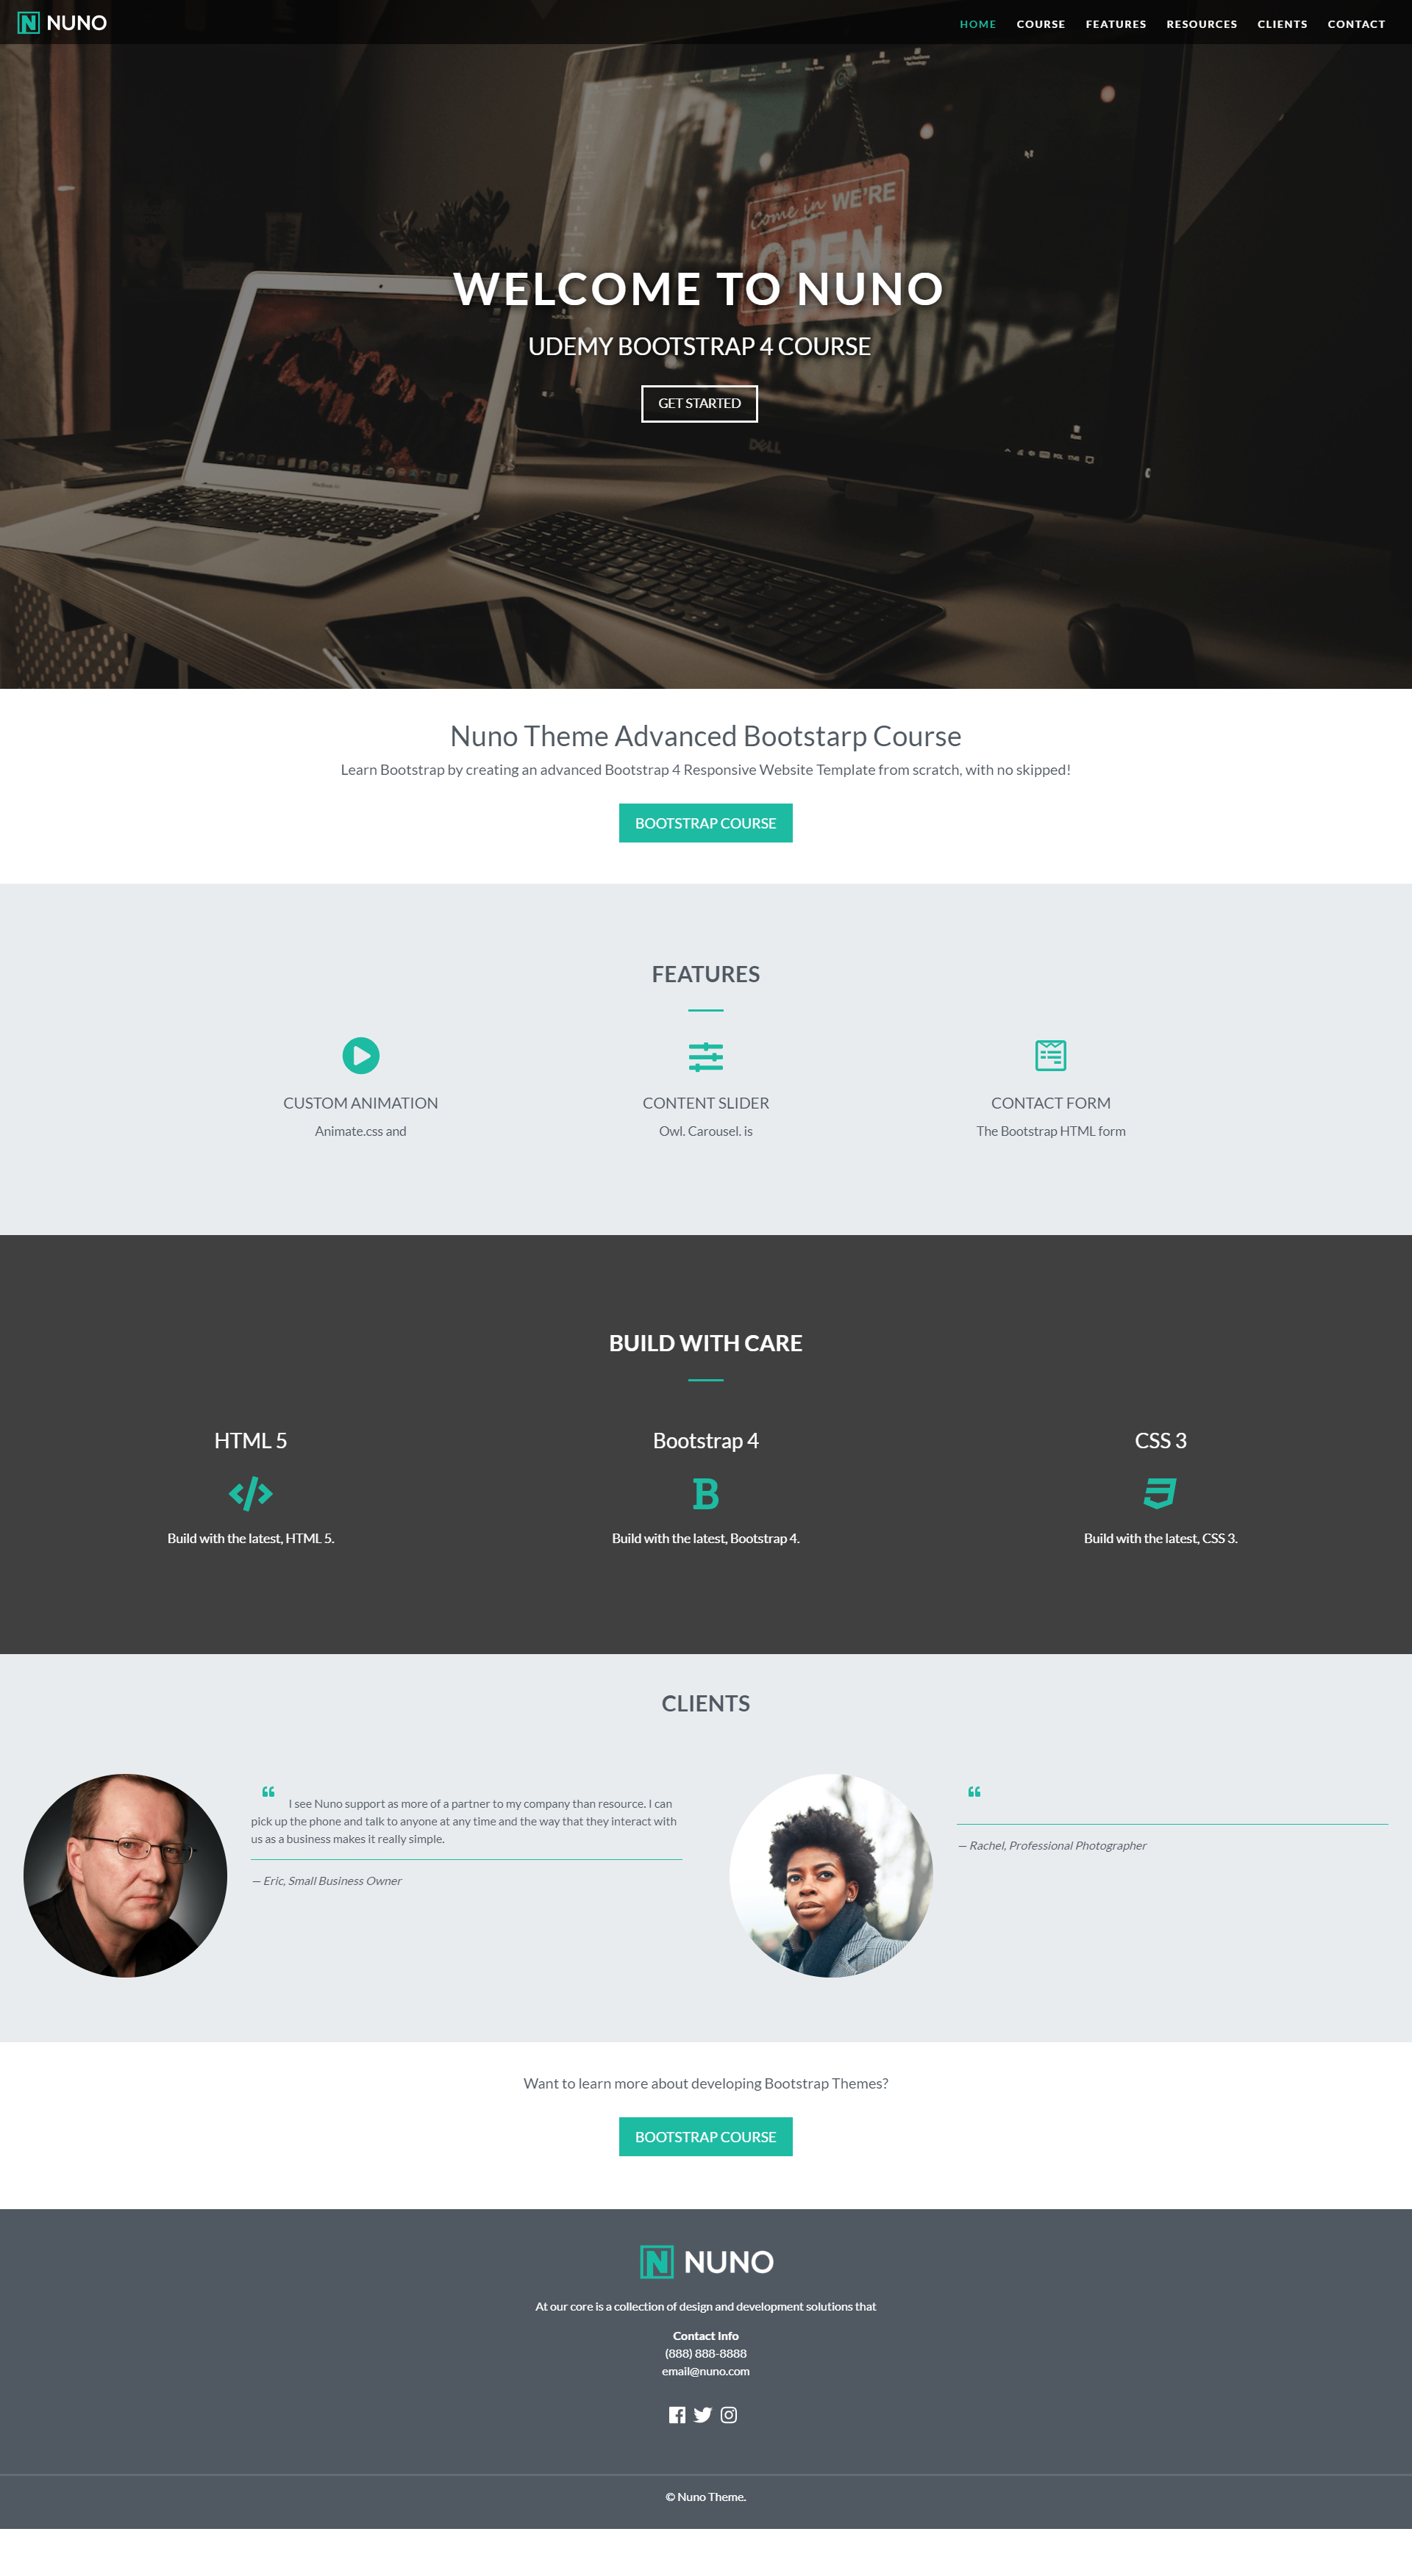 NUNO
HOME COURSE FEATURES RESOURCES CLIENTS CONTACT
come in WE'RE
OPEN
WELCOME TO NUNO
UDEMY BOOTSTRAP 4 COURSE
GET STARTED
DELL
Nuno Theme Advanced Bootstarp Course
Learn Bootstrap by creating an advanced Bootstrap 4 Responsive Website Template from scratch, with no skipped!
BOOTSTRAP COURSE
FEATURES
CUSTOM ANIMATION
Animate.css and
CONTENT SLIDER
Owl. Carousel. is
CONTACT FORM
The Bootstrap HTML form
BUILD WITH CARE
HTML 5
Build with the latest, HTML 5.
Bootstrap 4
Build with the latest, Bootstrap 4.
CSS 3
Build with the latest, CSS 3.
CLIENTS
“ I see Nuno support as more of a partner to my company than resource. I can
pick up the phone and talk to anyone at any time and the way that they interact with
us as a business makes it really simple.
— Eric, Small Business Owner
“
— Rachel, Professional Photographer
Want to learn more about developing Bootstrap Themes?
BOOTSTRAP COURSE
NUNO
At our core is a collection of design and development solutions that
Contact Info
(888) 888-8888
email@nuno.com
© Nuno Theme.